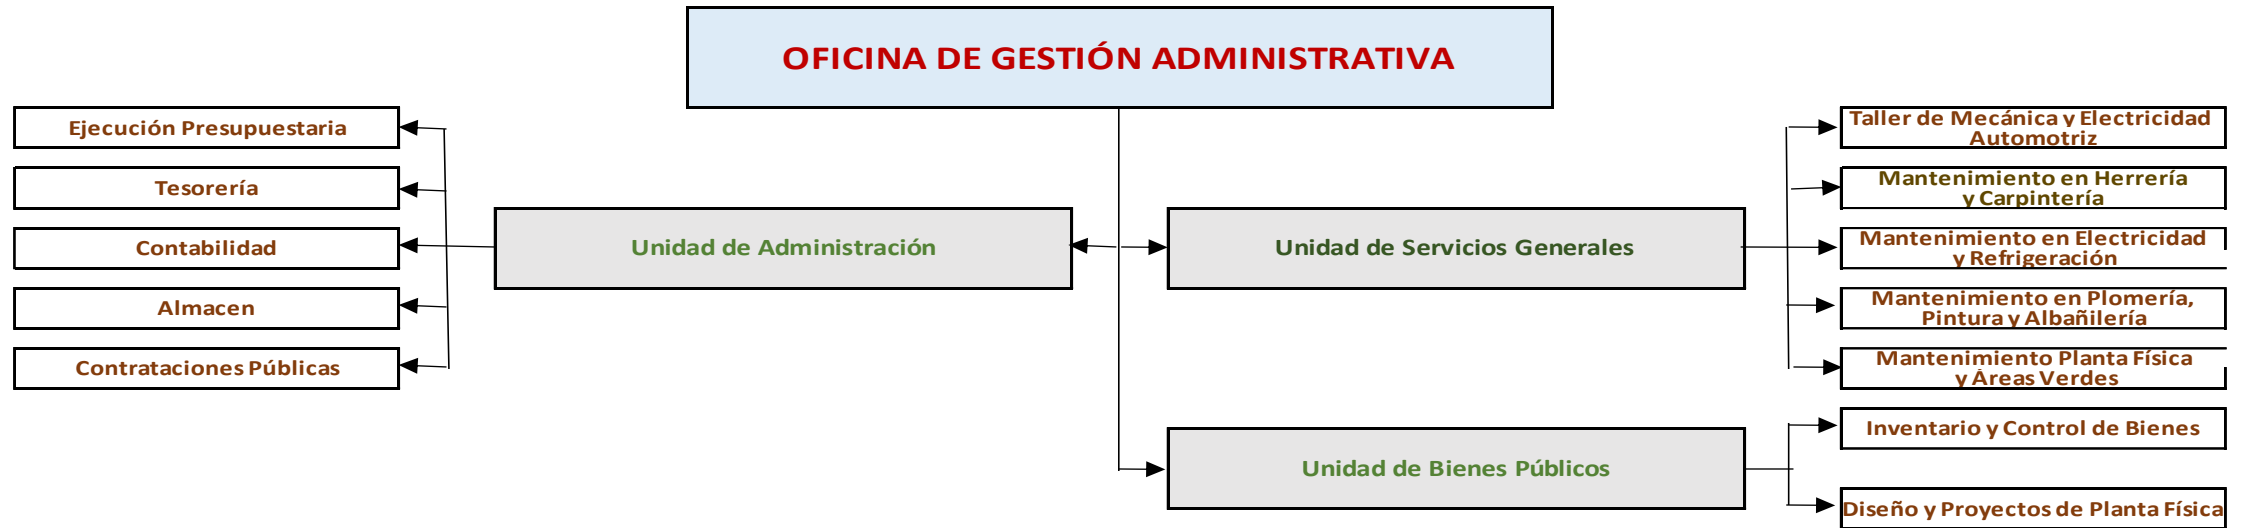 OFICINA DE GESTIÓN ADMINISTRATIVA
Ejecución Presupuestaria
Tesorería
Contabilidad
Almacen
Contrataciones Públicas
Unidad de Administración
Unidad de Servicios Generales
Taller de Mecánica y Electricidad
Automotriz
Mantenimiento en Herrería
y Carpintería
Mantenimiento en Electricidad
y Refrigeración
Mantenimiento en Plomería,
Pintura y Albañilería
Mantenimiento Planta Física
y Áreas Verdes
Unidad de Bienes Públicos
Inventario y Control de Bienes
Diseño y Proyectos de Planta Física